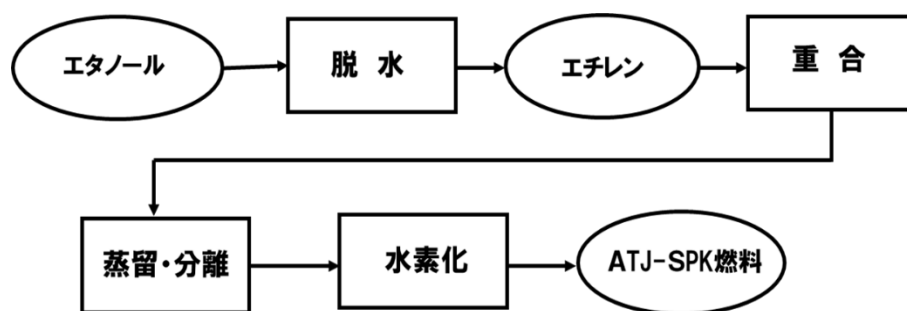 エタノール
脱 水
エチレン
重 合
蒸留・分離
水素化
ATJ-SPK燃料